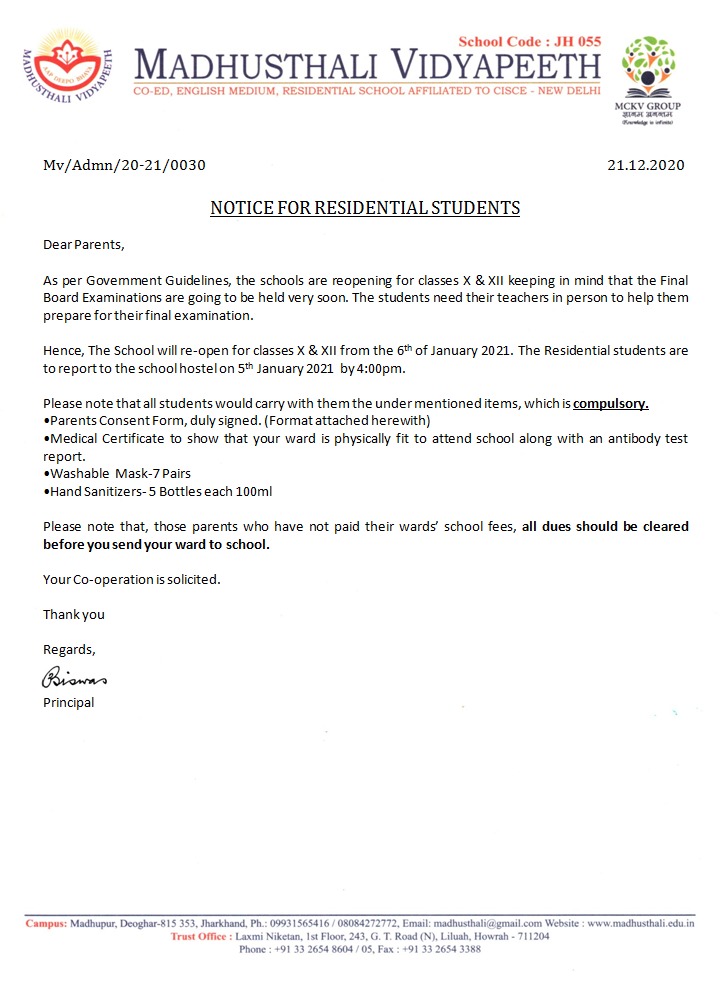 School Code : JH 055
MADHUSTHALI VIDYAPEETH
CO-ED, ENGLISH MEDIUM, RESIDENTIAL SCHOOL AFFILIATED TO CISCE - NEW DELHI
AAP DEEPO BHAVA
MADHUSTHALI VIDYAPEETH
MCKV GROUP
ज्ञानम अनन्तम
(Knowledge is infinite)
Mv/Admn/20-21/0030 21.12.2020
NOTICE FOR RESIDENTIAL STUDENTS
Dear Parents,
As per Government Guidelines, the schools are reopening for classes X & XII keeping in mind that the Final
Board Examinations are going to be held very soon. The students need their teachers in person to help them
prepare for their final examination.
Hence, The School will re-open for classes X & XII from the 6th of January 2021. The Residential students are
to report to the school hostel on 5th January 2021 by 4:00pm.
Please note that all students would carry with them the under mentioned items, which is compulsory.
•Parents Consent Form, duly signed. (Format attached herewith)
•Medical Certificate to show that your ward is physically fit to attend school along with an antibody test
report.
•Washable Mask-7 Pairs
•Hand Sanitizers- 5 Bottles each 100ml
Please note that, those parents who have not paid their wards’ school fees, all dues should be cleared
before you send your ward to school.
Your Co-operation is solicited.
Thank you
Regards,
Biswas
Principal
Campus: Madhupur, Deoghar-815 353, Jharkhand, Ph.: 09931565416 / 08084272772, Email: madhusthali@gmail.com Website : www.madhusthali.edu.in
Trust Office : Laxmi Niketan, 1st Floor, 243, G. T. Road (N), Liluah, Howrah - 711204
Phone : +91 33 2654 8604 / 05, Fax : +91 33 2654 3388